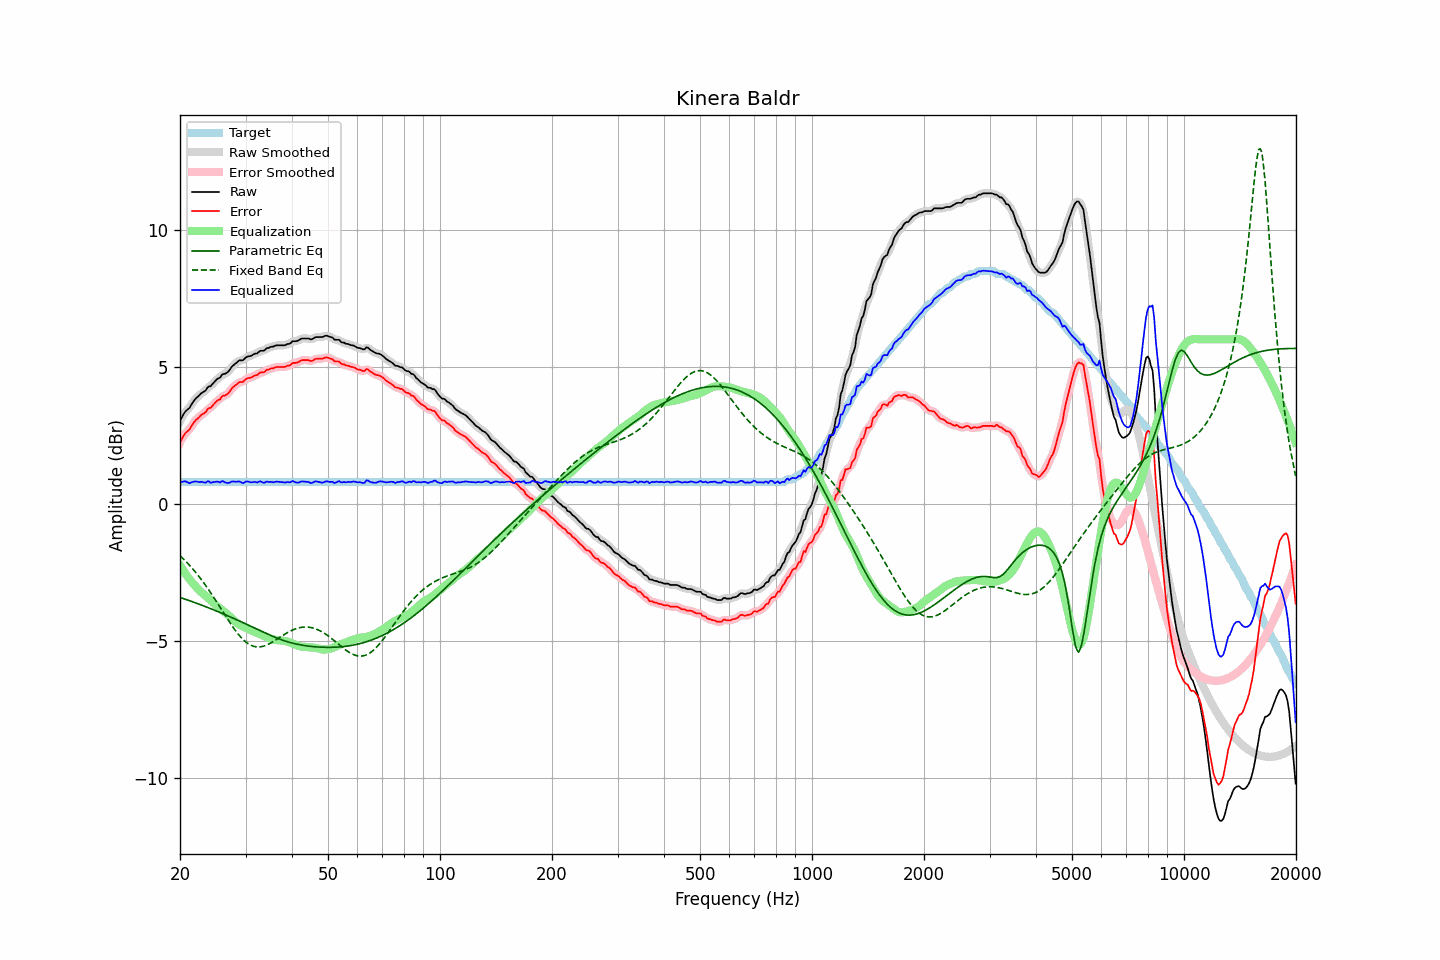 Kinera Baldr
Target
Raw Smoothed
Error Smoothed
Raw
Error
Equalization
Parametric Eq
Fixed Band Eq
Equalized
Amplitude (dBr)
10
5
0
−5
−10
20 50 100 200 500 1000 2000 5000 10000 20000
Frequency (Hz)